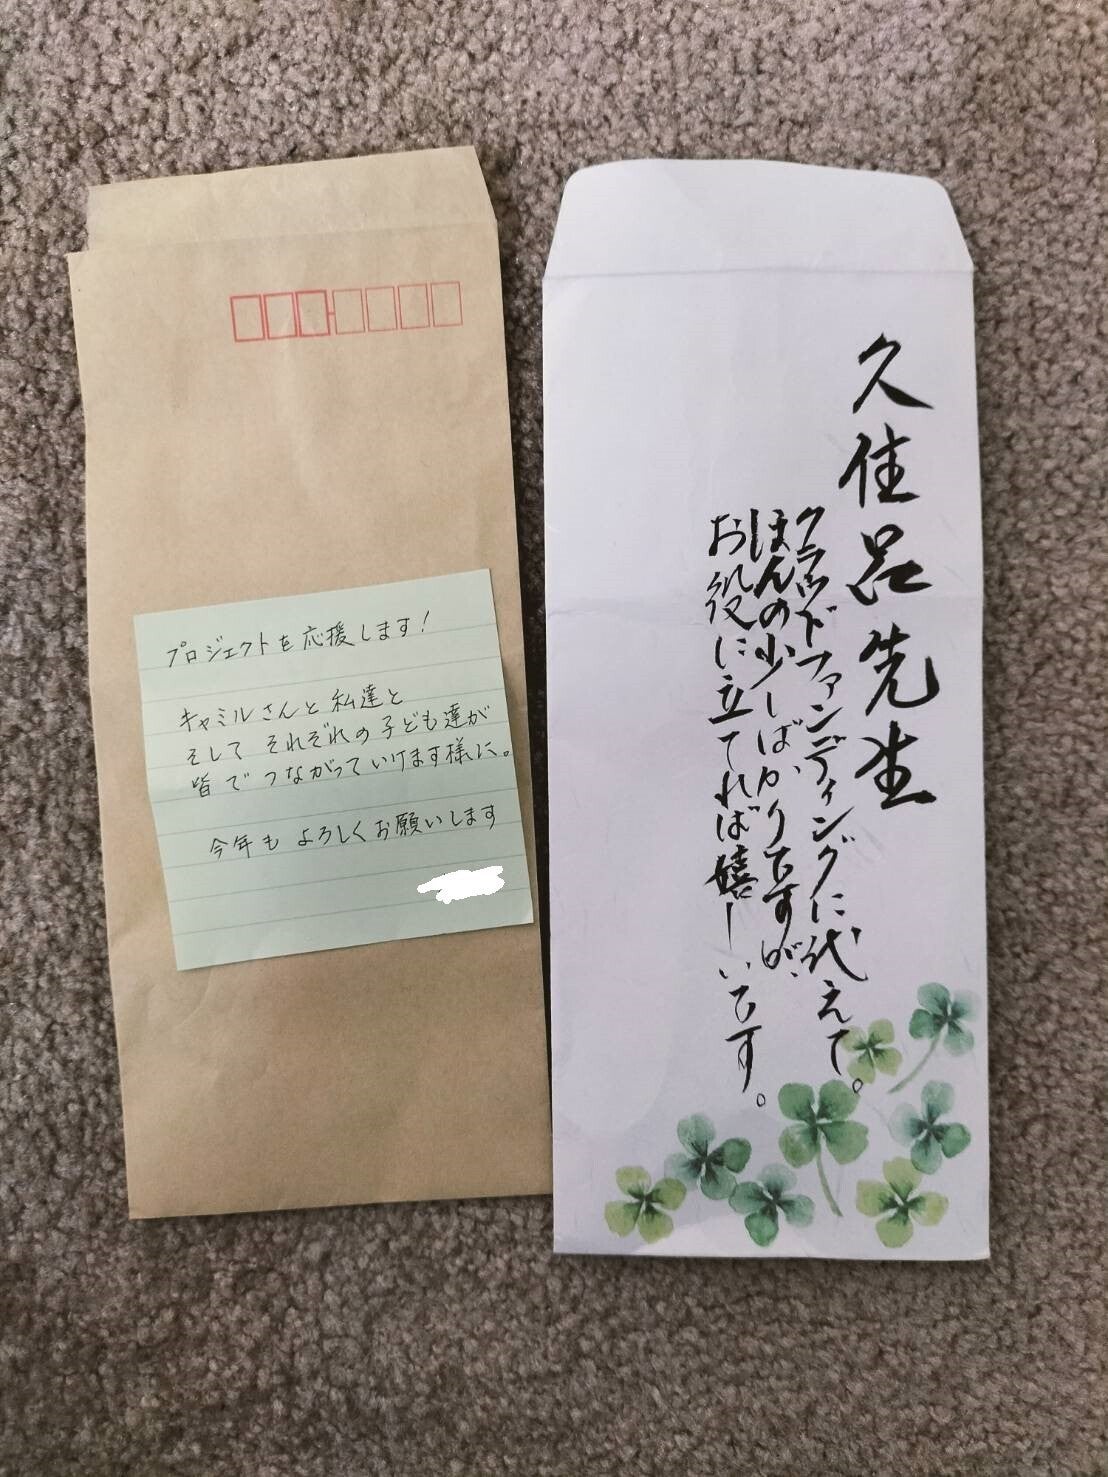 プロジェクトを応援します!
キャミルさんと私達と
そして それぞれの子ども達が
皆でつながっていけます様に。
今年も よろしくお願いします
久住呂先生
クラウドファンディングに代えて。
ほんの少しばかりですが、
お役に立てれば嬉しいです。